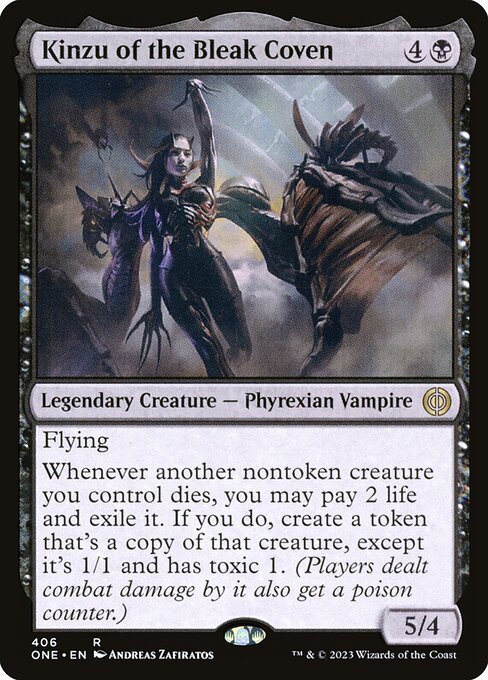 Kinzu of the Bleak Coven 4
Legendary Creature — Phyrexian Vampire
Flying
Whenever another nontoken creature
you control dies, you may pay 2 life
and exile it. If you do, create a token
that's a copy of that creature, except
it's 1/1 and has toxic 1. (Players dealt
combat damage by it also get a poison
counter.)
5/4
406 R
ONE • EN Andreas Zafiratos
™ & © 2023 Wizards of the Coast